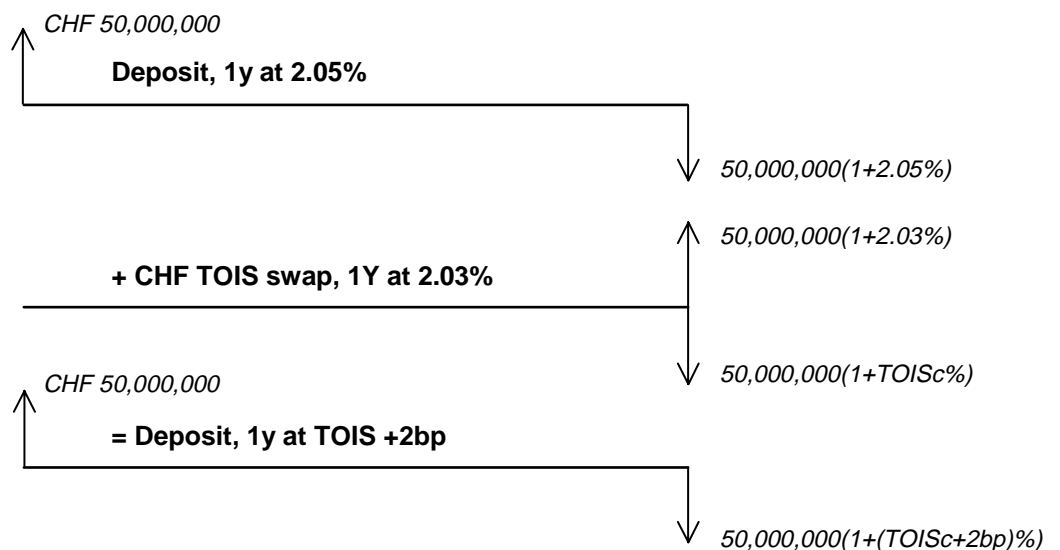 CHF 50,000,000
Deposit, 1y at 2.05%
50,000,000(1+2.05%)
50,000,000(1+2.03%)
+ CHF TOIS swap, 1Y at 2.03%
50,000,000(1+TOISc%)
CHF 50,000,000
= Deposit, 1y at TOIS +2bp
50,000,000(1+(TOISc+2bp)%)